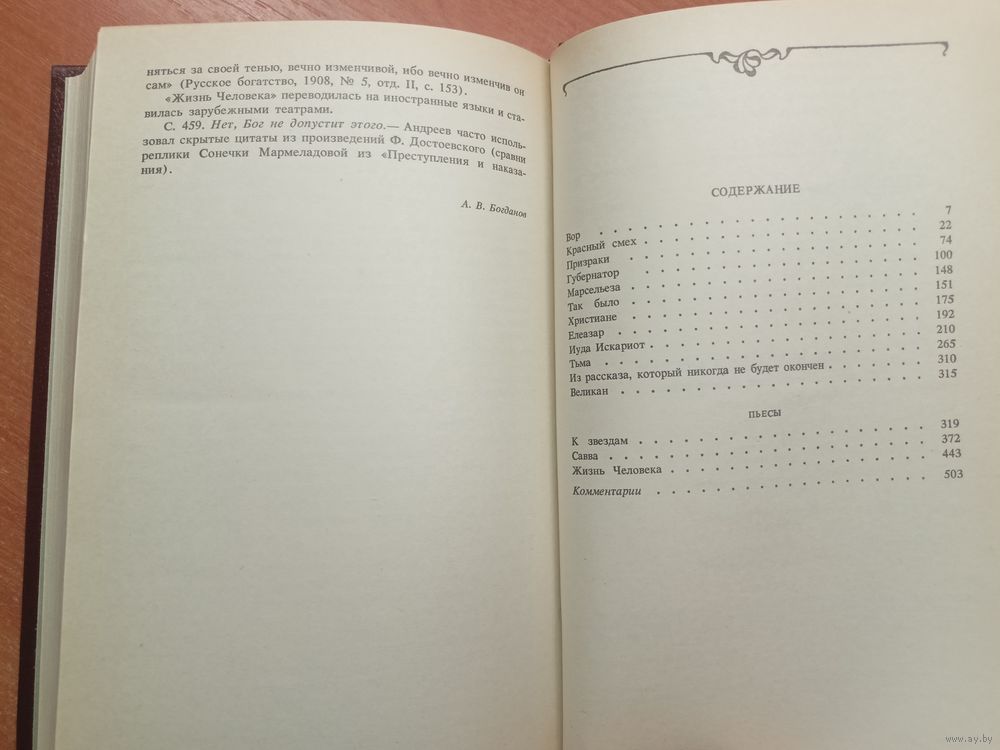 няться за своей тенью, вечно изменчивой, ибо вечно изменчив он
сам» (Русское богатство, 1908, № 5, отд. II, с. 153).
«Жизнь Человека» переводилась на иностранные языки и ста-
вилась зарубежными театрами.
С. 459. Нет, Бог не допустит этого.— Андреев часто исполь-
зовал скрытые цитаты из произведений Ф. Достоевского (сравни
реплики Сонечки Мармеладовой из «Преступления и наказа-
ния).
А. В. Богданов
СОДЕРЖАНИЕ
Вор . . . 7
Красный смех . . . 22
Призраки . . . 74
Губернатор . . . 100
Марсельеза . . . 148
Так было . . . 151
Христиане . . . 175
Елеазар . . . 192
Иуда Искариот . . . 210
Тьма . . . 265
Из рассказа, который никогда не будет окончен . . . 310
Великан . . . 315
ПЬЕСЫ
К звездам . . . 319
Савва . . . 372
Жизнь Человека . . . 443
Комментарии . . . 503
www.ay.by